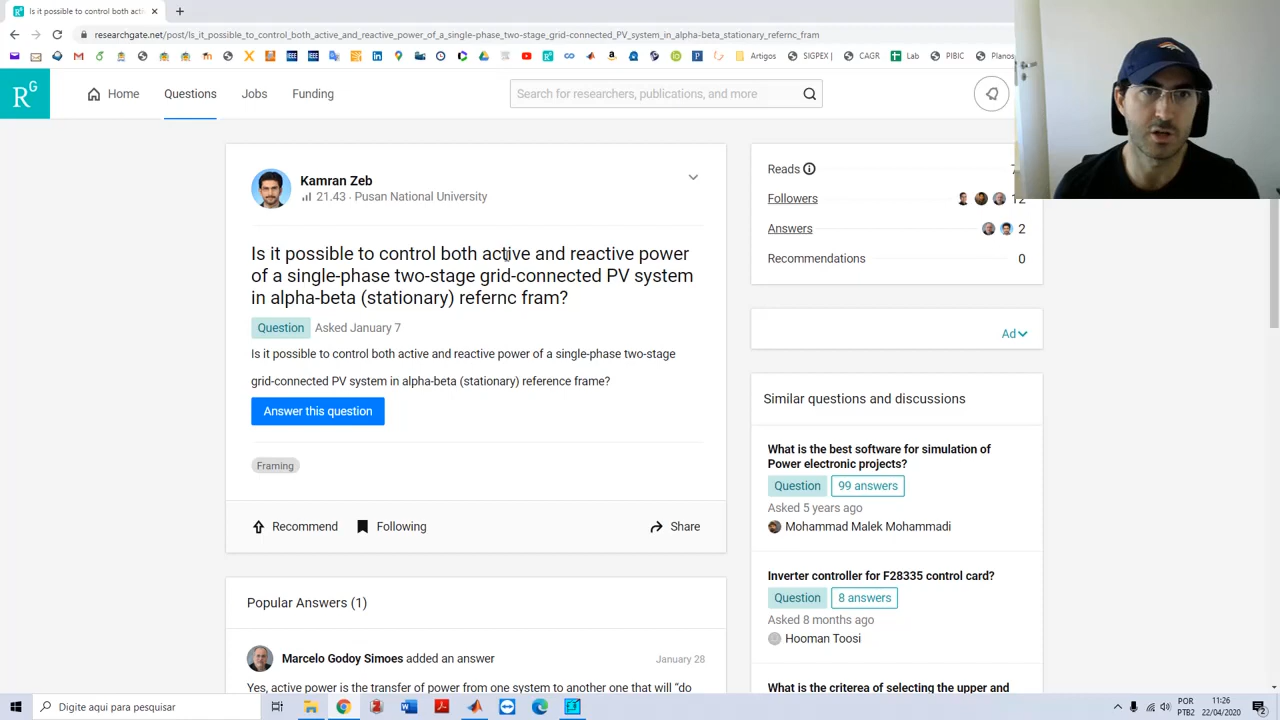 Is it possible to control both acti
researchgate.net/post/Is_it_possible_to_control_both_active_and_reactive_power_of_a_single-phase_two-stage_grid-connected_PV_system_in_alpha-beta_stationary_refernc_fram
Artigos
SIGPEX
CAGR
Lab
PIBIC
Planos
RG
Home
Questions
Jobs
Funding
Search for researchers, publications, and more
Kamran Zeb
21.43 · Pusan National University
Is it possible to control both active and reactive power
of a single-phase two-stage grid-connected PV system
in alpha-beta (stationary) refernc fram?
Question Asked January 7
Is it possible to control both active and reactive power of a single-phase two-stage
grid-connected PV system in alpha-beta (stationary) reference frame?
Answer this question
Framing
Recommend Following Share
Popular Answers (1)
Marcelo Godoy Simoes added an answer January 28
Yes, active power is the transfer of power from one system to another one that will "do
Reads
Followers 12
Answers 2
Recommendations 0
Ad
Similar questions and discussions
What is the best software for simulation of
Power electronic projects?
Question 99 answers
Asked 5 years ago
Mohammad Malek Mohammadi
Inverter controller for F28335 control card?
Question 8 answers
Asked 8 months ago
Hooman Toosi
What is the criterea of selecting the upper and
Digite aqui para pesquisar
POR
PTB2
11:26
22/04/2020